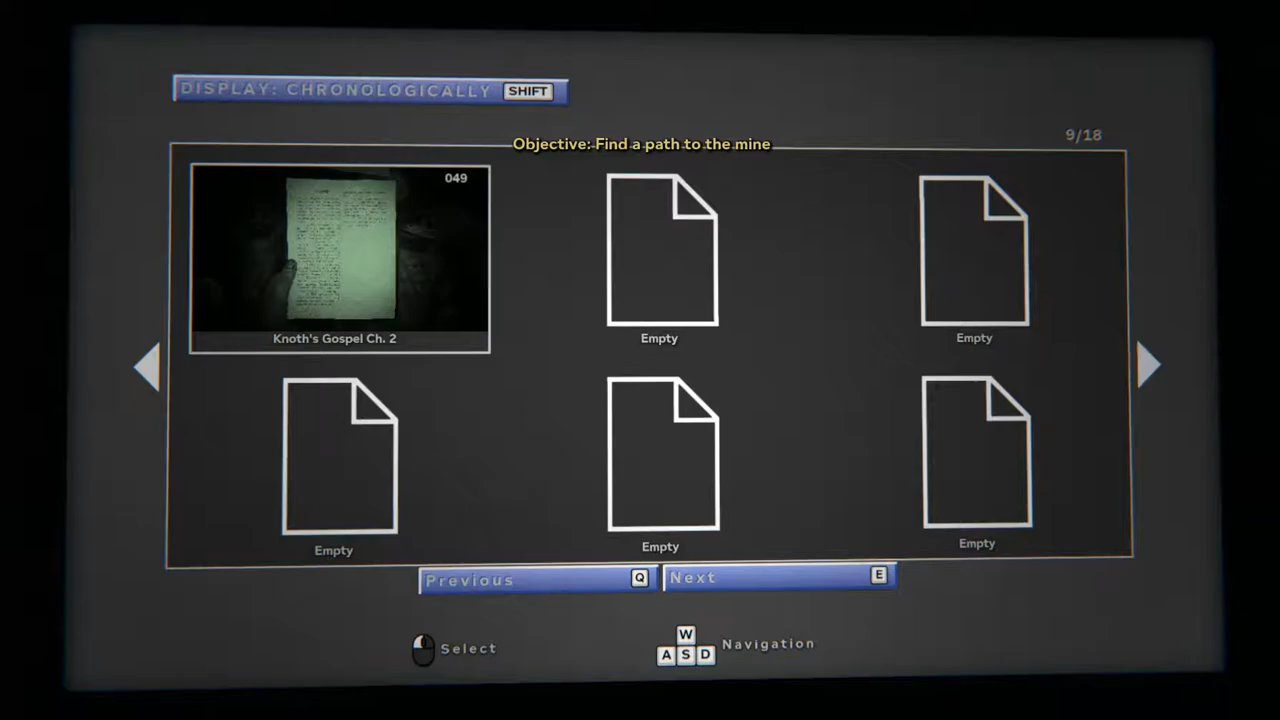 DISPLAY: CHRONOLOGICALLY SHIFT
Objective: Find a path to the mine
9/18
049
Knoth's Gospel Ch. 2
Empty
Empty
Empty
Empty
Empty
Previous Q
Next E
Select
W
A S D
Navigation